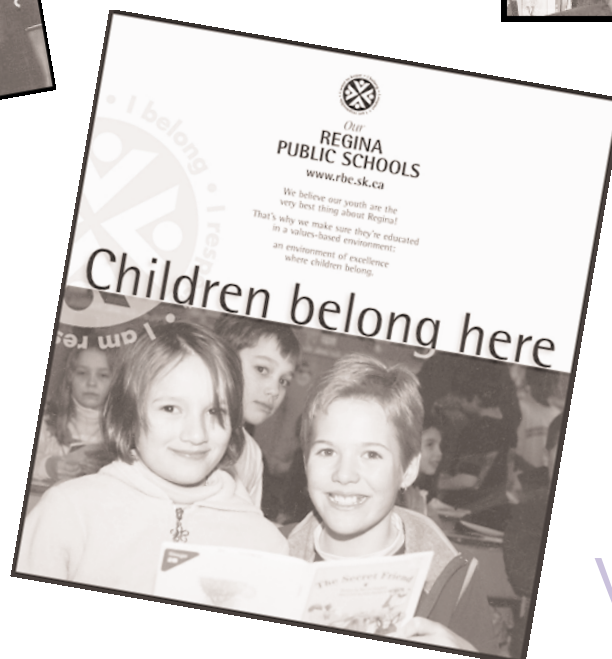 • I belong • I res
Our
REGINA
PUBLIC SCHOOLS
www.rbe.sk.ca
We believe our youth are the
very best thing about Regina!
That's why we make sure they're educated
in a values-based environment:
an environment of excellence
where children belong.
Children belong here
I am res
The Secret Friend